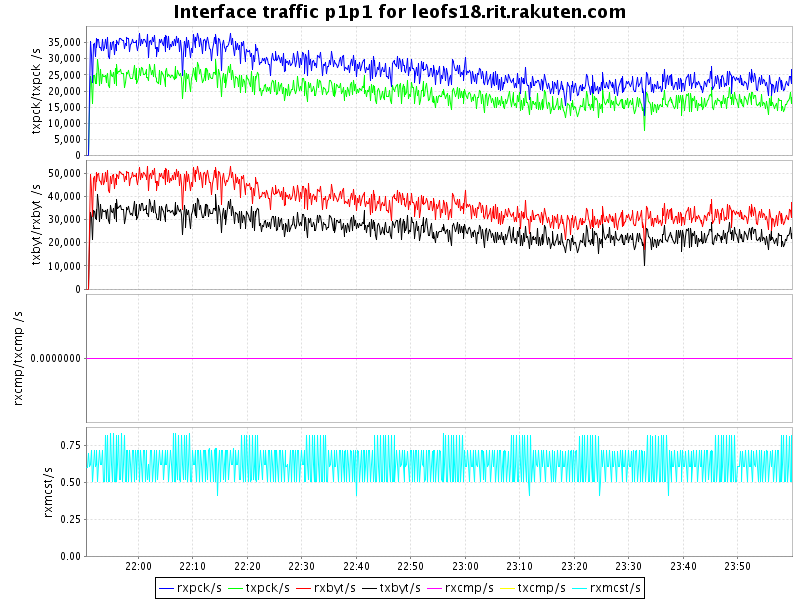 Interface traffic p1p1 for leofs18.rit.rakuten.com
txpck/txpck /s
35,000
30,000
25,000
20,000
15,000
10,000
5,000
0
txbyt/rxbyt /s
50,000
40,000
30,000
20,000
10,000
0
rxcmp/txcmp /s
0.0000000
rxmcst/s
0.75
0.50
0.25
0.00
22:00 22:10 22:20 22:30 22:40 22:50 23:00 23:10 23:20 23:30 23:40 23:50
rxpck/s txpck/s rxbyt/s txbyt/s rxcmp/s txcmp/s rxmcst/s